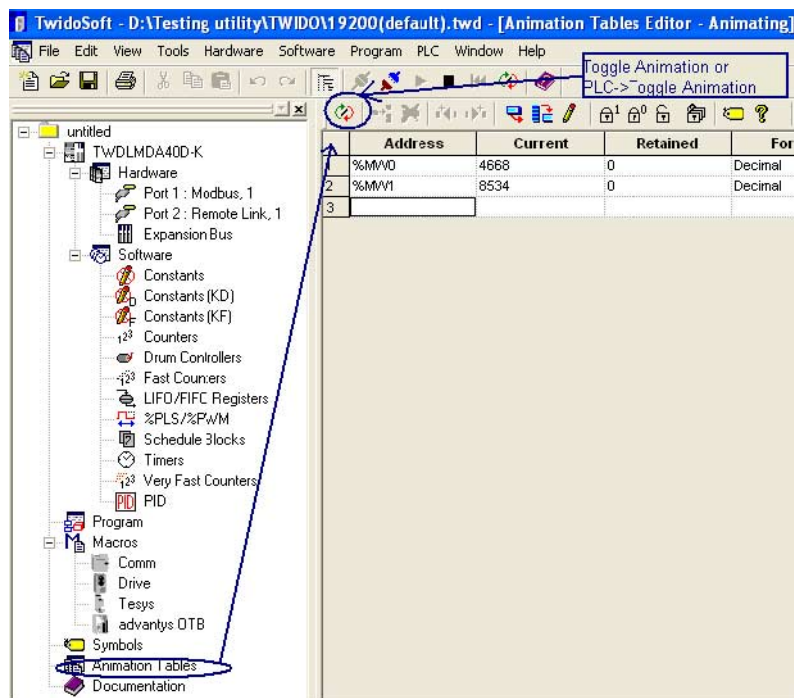 TwidoSoft - D:\Testing utility\TWIDO\19200(default).twd - [Animation Tables Editor - Animating]
File Edit View Tools Hardware Software Program PLC Window Help
Toggle Animation or
PLC->Toggle Animation
untitled
TWDLMDA40D-K
Hardware
Port 1 : Modbus, 1
Port 2 : Remote Link, 1
Expansion Bus
Software
Constants
Constants (KD)
Constants (KF)
Counters
Drum Controllers
Fast Counters
LIFO/FIFO Registers
%PLS/%PWM
Schedule Blocks
Timers
Very Fast Counters
PID
Program
Macros
Comm
Drive
Tesys
advantys OTB
Symbols
Animation Tables
Documentation
Address Current Retained For
1 %MW0 4668 0 Decimal
2 %MW1 8534 0 Decimal
3